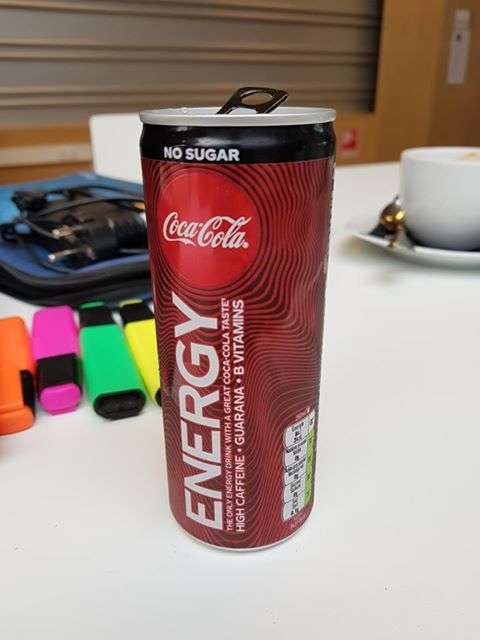 NO SUGAR
Coca-Cola
ENERGY
THE ONLY ENERGY DRINK WITH A GREAT COCA-COLA TASTE
HIGH CAFFEINE • GUARANA • B VITAMINS